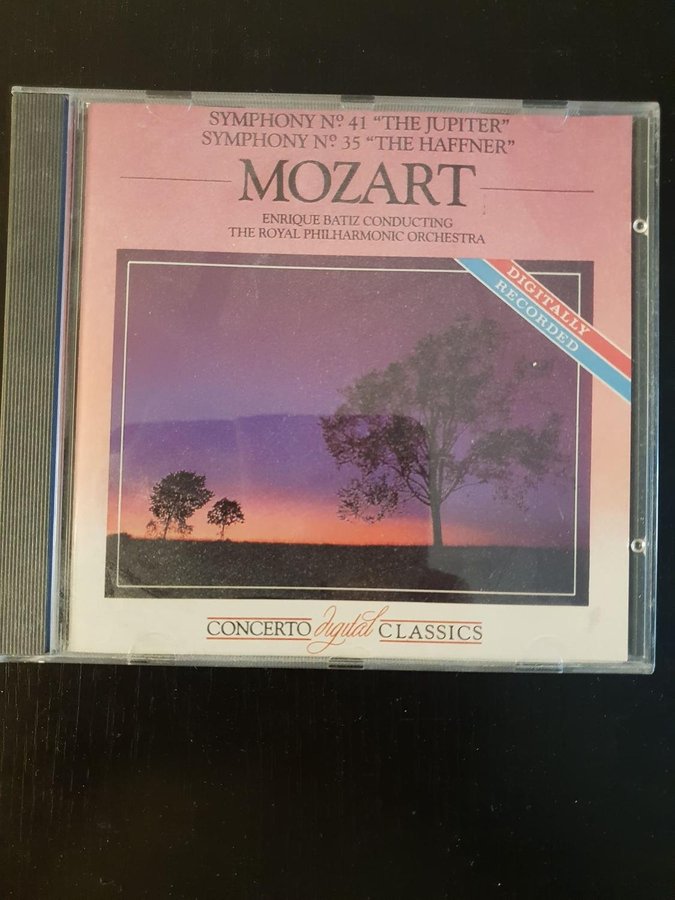 SYMPHONY Nº 41 "THE JUPITER"
SYMPHONY Nº 35 "THE HAFFNER"
MOZART
ENRIQUE BATIZ CONDUCTING
THE ROYAL PHILHARMONIC ORCHESTRA
DIGITALLY
RECORDED
CONCERTO digital CLASSICS